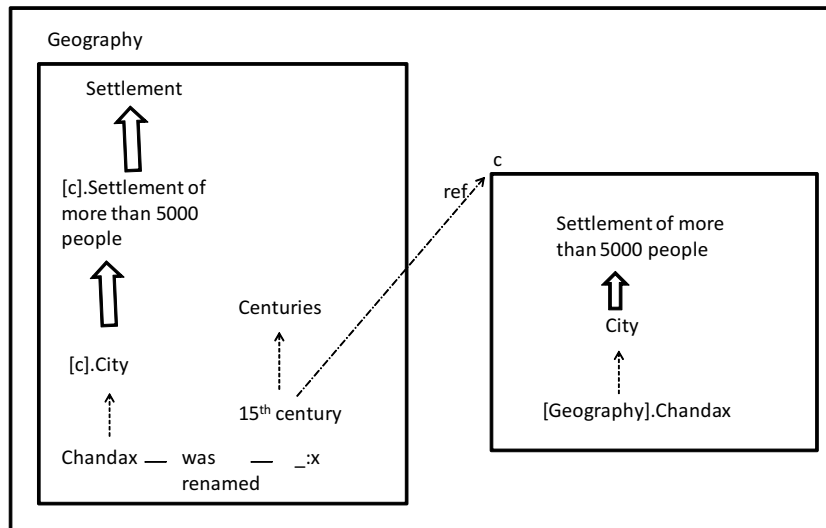 Geography
Settlement
[c].Settlement of
more than 5000
people
[c].City
Chandax
was
renamed
_:x
Centuries
15th century
ref
c
Settlement of more
than 5000 people
City
[Geography].Chandax